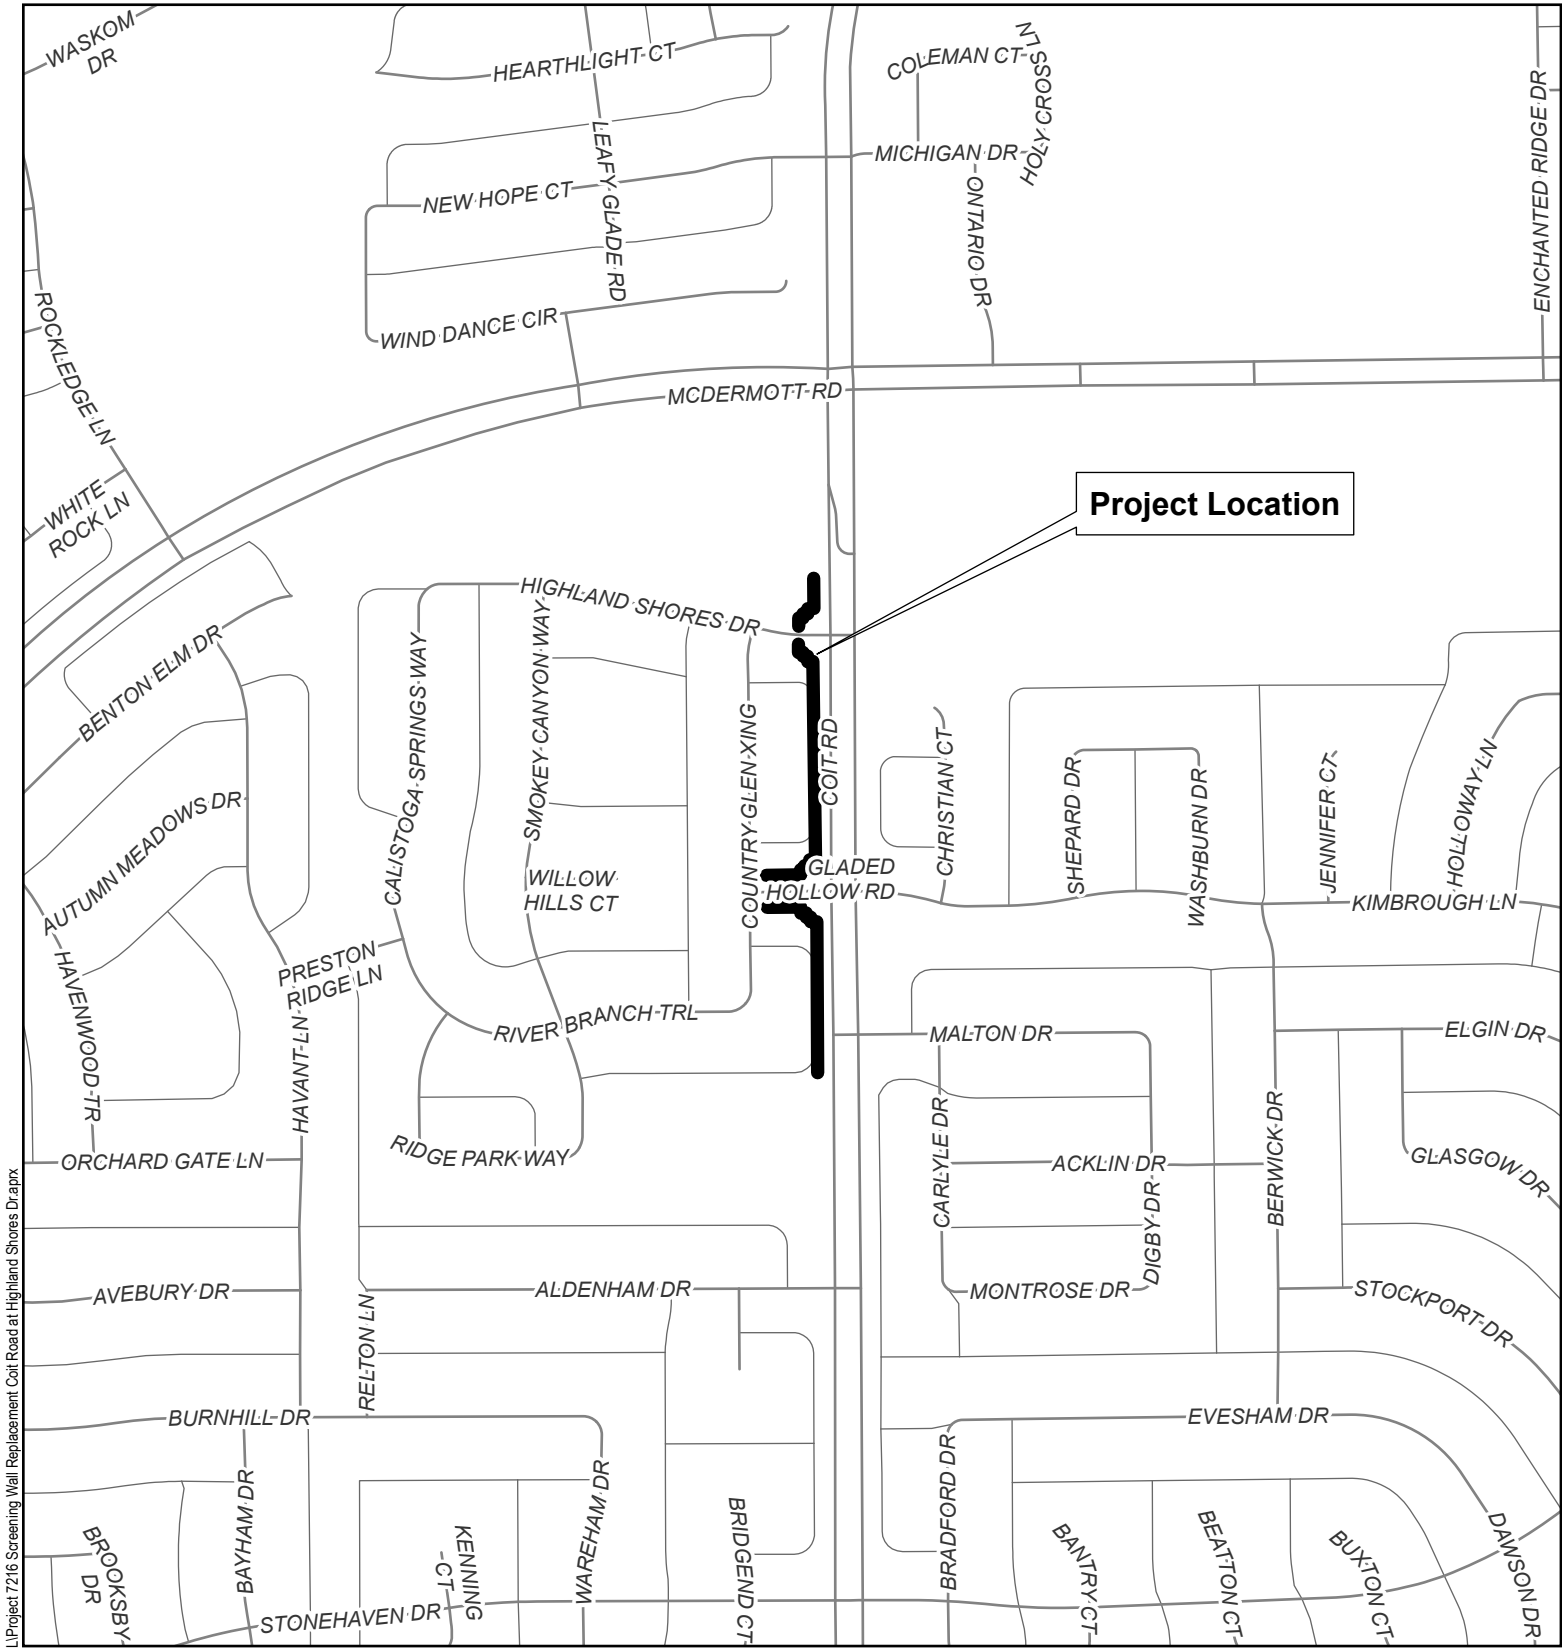 WASKOM
DR
HEARTHLIGHT CT
COLEMAN CT
HOLY CROSS LN
LEAFY GLADE RD
MICHIGAN DR
NEW HOPE CT
ONTARIO DR
ENCHANTED RIDGE DR
WIND DANCE CIR
ROCKLEDGE LN
MCDERMOTT RD
WHITE
ROCK LN
Project Location
HIGHLAND SHORES DR
BENTON ELM DR
CALISTOGA SPRINGS WAY
SMOKEY CANYON WAY
COUNTRY GLEN XING
COIT RD
CHRISTIAN CT
SHEPARD DR
WASHBURN DR
JENNIFER CT
HOLLOWAY LN
AUTUMN MEADOWS DR
WILLOW
HILLS CT
GLADED
HOLLOW RD
KIMBROUGH LN
HAVENWOOD TR
PRESTON
RIDGE LN
HAVANT LN
RIVER BRANCH TRL
MALTON DR
ELGIN DR
CARLYLE DR
BERWICK DR
ORCHARD GATE LN
RIDGE PARK WAY
ACKLIN DR
DIGBY DR
GLASGOW DR
AVEBURY DR
RELTON LN
ALDENHAM DR
MONTROSE DR
STOCKPORT DR
BURNHILL DR
EVESHAM DR
BAYHAM DR
WAREHAM DR
BRADFORD DR
BROOKSBY
DR
KENNING
CT
BRIDGEND CT
BANTRY CT
BEATTON CT
BUXTON CT
DAWSON DR
STONEHAVEN DR
L:\Project 7216 Screening Wall Replacement Coit Road at Highland Shores Dr.aprx